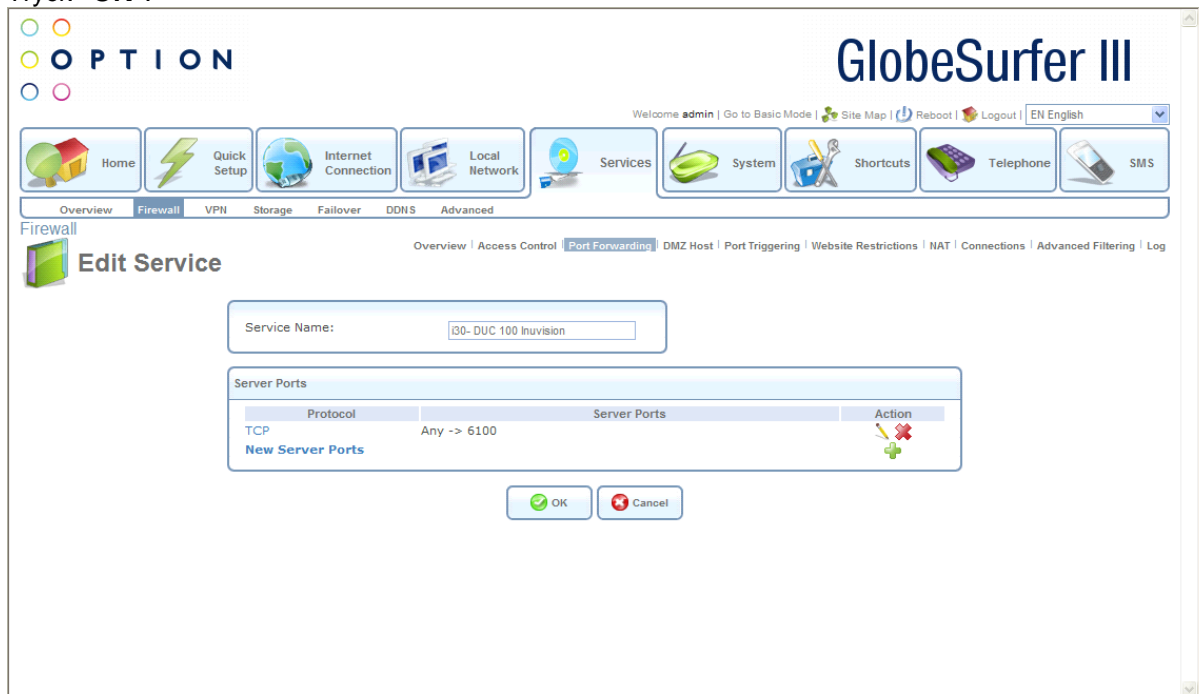 OPTION
GlobeSurfer III
Welcome admin | Go to Basic Mode | Site Map | Reboot | Logout | EN English
Home
Quick Setup
Internet Connection
Local Network
Services
System
Shortcuts
Telephone
SMS
Overview Firewall VPN Storage Failover DDNS Advanced
Firewall
Overview | Access Control | Port Forwarding | DMZ Host | Port Triggering | Website Restrictions | NAT | Connections | Advanced Filtering | Log
Edit Service
Service Name: i30- DUC 100 Inuvision
Server Ports
Protocol Server Ports Action
TCP Any -> 6100
New Server Ports
OK Cancel